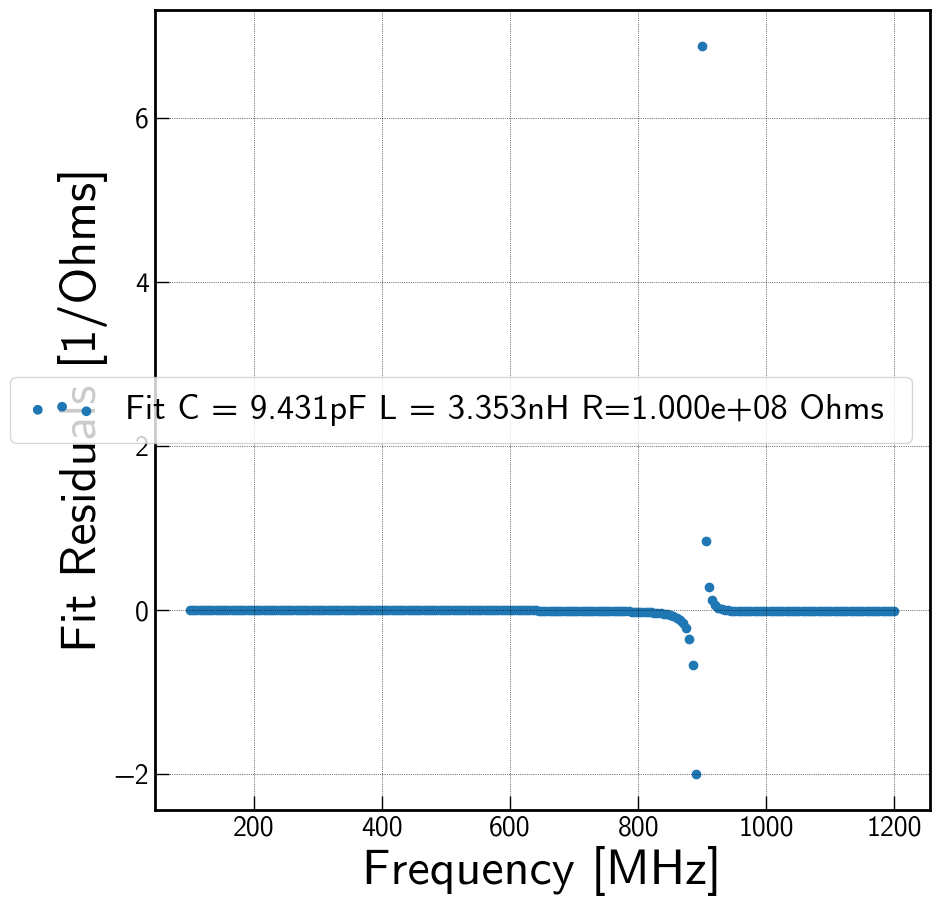 Fit Residuals [1/Ohms]
6
4
2
0
−2
Fit C = 9.431pF L = 3.353nH R=1.000e+08 Ohms
200 400 600 800 1000 1200
Frequency [MHz]